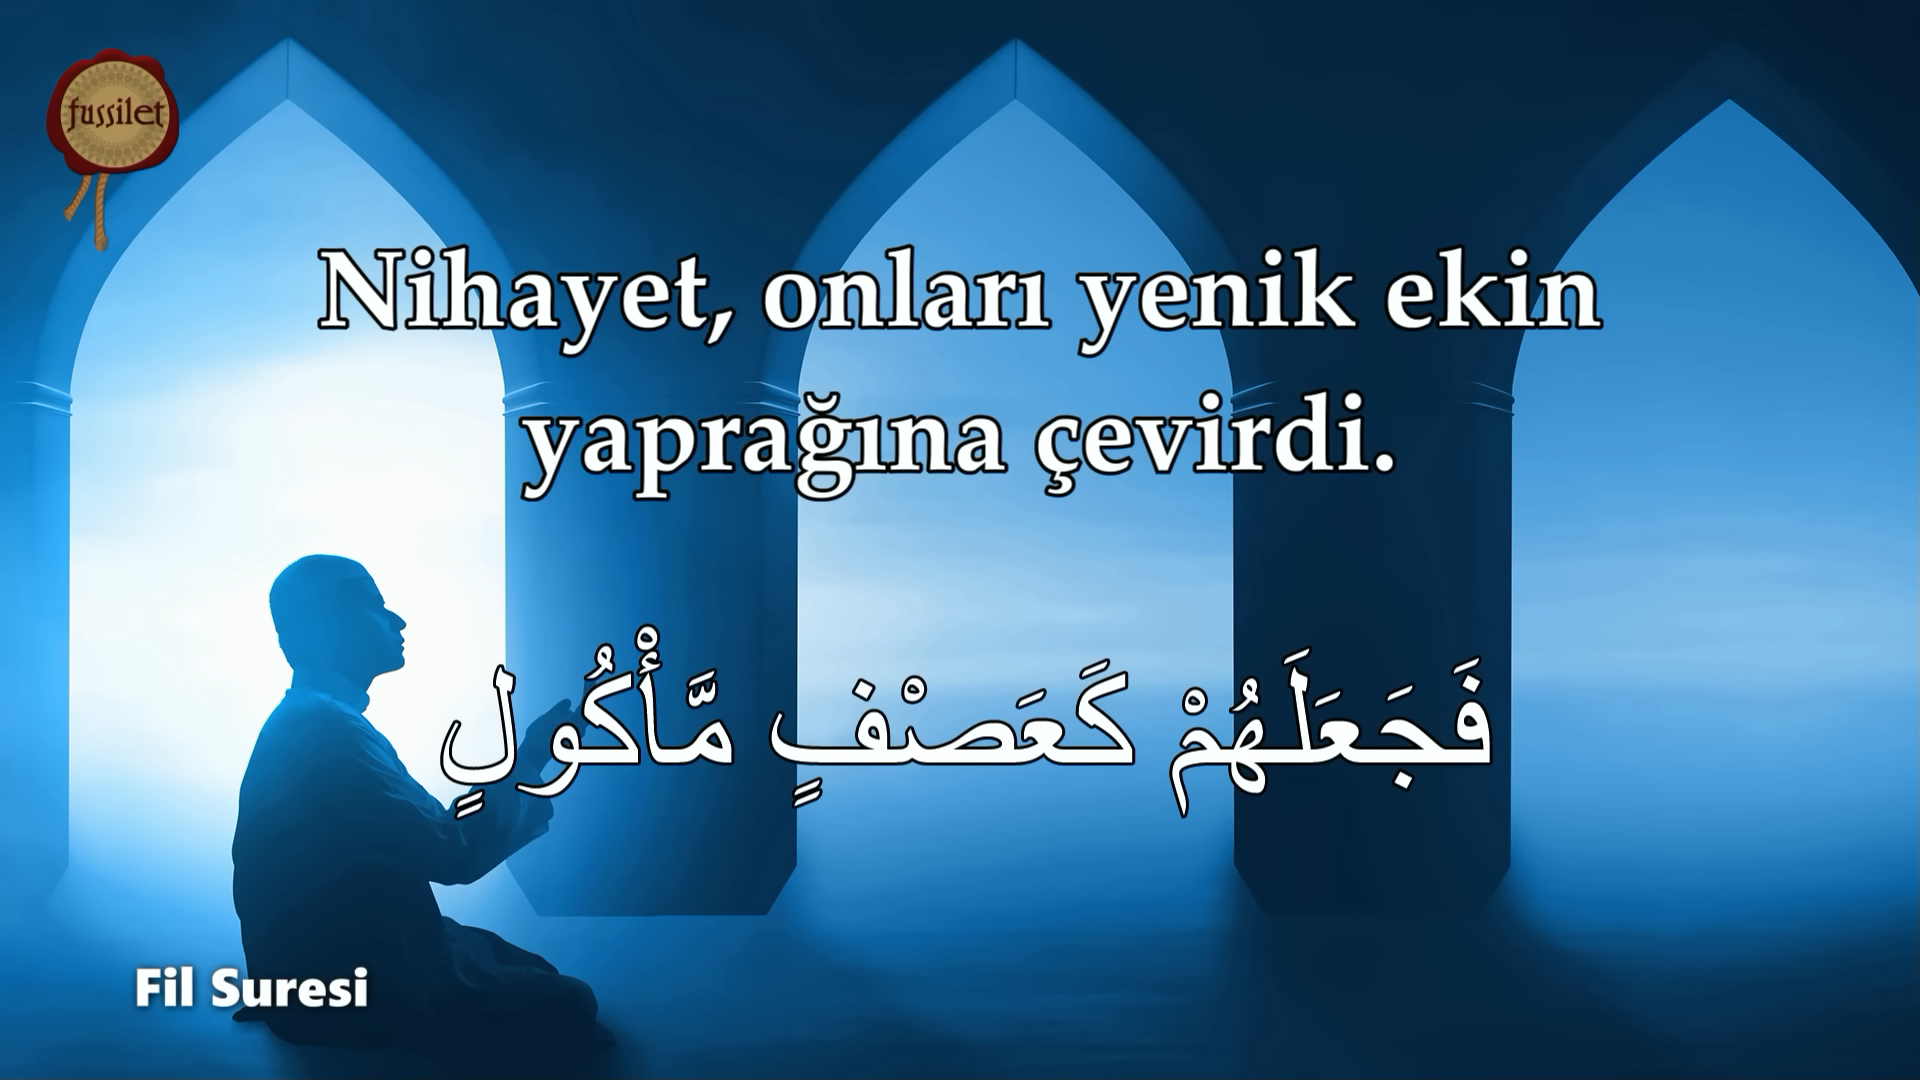 fussilet
Nihayet, onları yenik ekin
yaprağına çevirdi.
فَجَعَلَهُمْ كَعَصْفٍ مَّأْكُولٍ
Fil Suresi